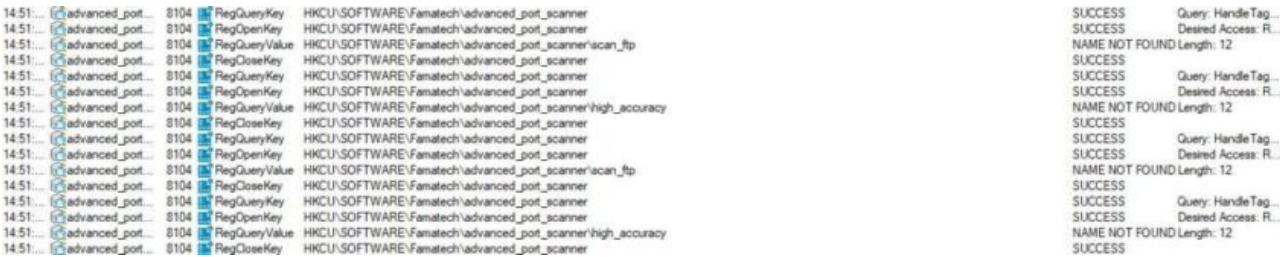 14:51:... advanced_port... 8104 RegQueryKey HKCU\SOFTWARE\Famatech\advanced_port_scanner SUCCESS Query: HandleTag...
14:51:... advanced_port... 8104 RegOpenKey HKCU\SOFTWARE\Famatech\advanced_port_scanner SUCCESS Desired Access: R...
14:51:... advanced_port... 8104 RegQueryValue HKCU\SOFTWARE\Famatech\advanced_port_scanner\scan_ftp NAME NOT FOUND Length: 12
14:51:... advanced_port... 8104 RegCloseKey HKCU\SOFTWARE\Famatech\advanced_port_scanner SUCCESS
14:51:... advanced_port... 8104 RegQueryKey HKCU\SOFTWARE\Famatech\advanced_port_scanner SUCCESS Query: HandleTag...
14:51:... advanced_port... 8104 RegOpenKey HKCU\SOFTWARE\Famatech\advanced_port_scanner SUCCESS Desired Access: R...
14:51:... advanced_port... 8104 RegQueryValue HKCU\SOFTWARE\Famatech\advanced_port_scanner\high_accuracy NAME NOT FOUND Length: 12
14:51:... advanced_port... 8104 RegCloseKey HKCU\SOFTWARE\Famatech\advanced_port_scanner SUCCESS
14:51:... advanced_port... 8104 RegQueryKey HKCU\SOFTWARE\Famatech\advanced_port_scanner SUCCESS Query: HandleTag...
14:51:... advanced_port... 8104 RegOpenKey HKCU\SOFTWARE\Famatech\advanced_port_scanner SUCCESS Desired Access: R...
14:51:... advanced_port... 8104 RegQueryValue HKCU\SOFTWARE\Famatech\advanced_port_scanner\scan_ftp NAME NOT FOUND Length: 12
14:51:... advanced_port... 8104 RegCloseKey HKCU\SOFTWARE\Famatech\advanced_port_scanner SUCCESS
14:51:... advanced_port... 8104 RegQueryKey HKCU\SOFTWARE\Famatech\advanced_port_scanner SUCCESS Query: HandleTag...
14:51:... advanced_port... 8104 RegOpenKey HKCU\SOFTWARE\Famatech\advanced_port_scanner SUCCESS Desired Access: R...
14:51:... advanced_port... 8104 RegQueryValue HKCU\SOFTWARE\Famatech\advanced_port_scanner\high_accuracy NAME NOT FOUND Length: 12
14:51:... advanced_port... 8104 RegCloseKey HKCU\SOFTWARE\Famatech\advanced_port_scanner SUCCESS